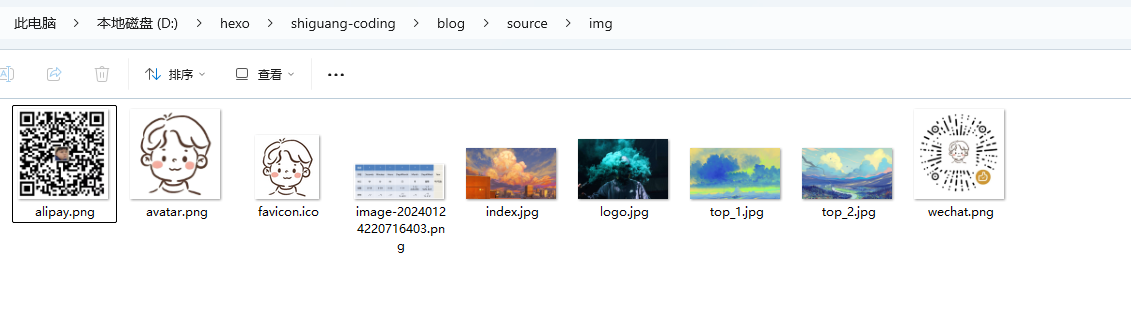 此电脑 > 本地磁盘 (D:) > hexo > shiguang-coding > blog > source > img
排序 查看 ...
alipay.png avatar.png favicon.ico image-20240124220716403.png index.jpg logo.jpg top_1.jpg top_2.jpg wechat.png